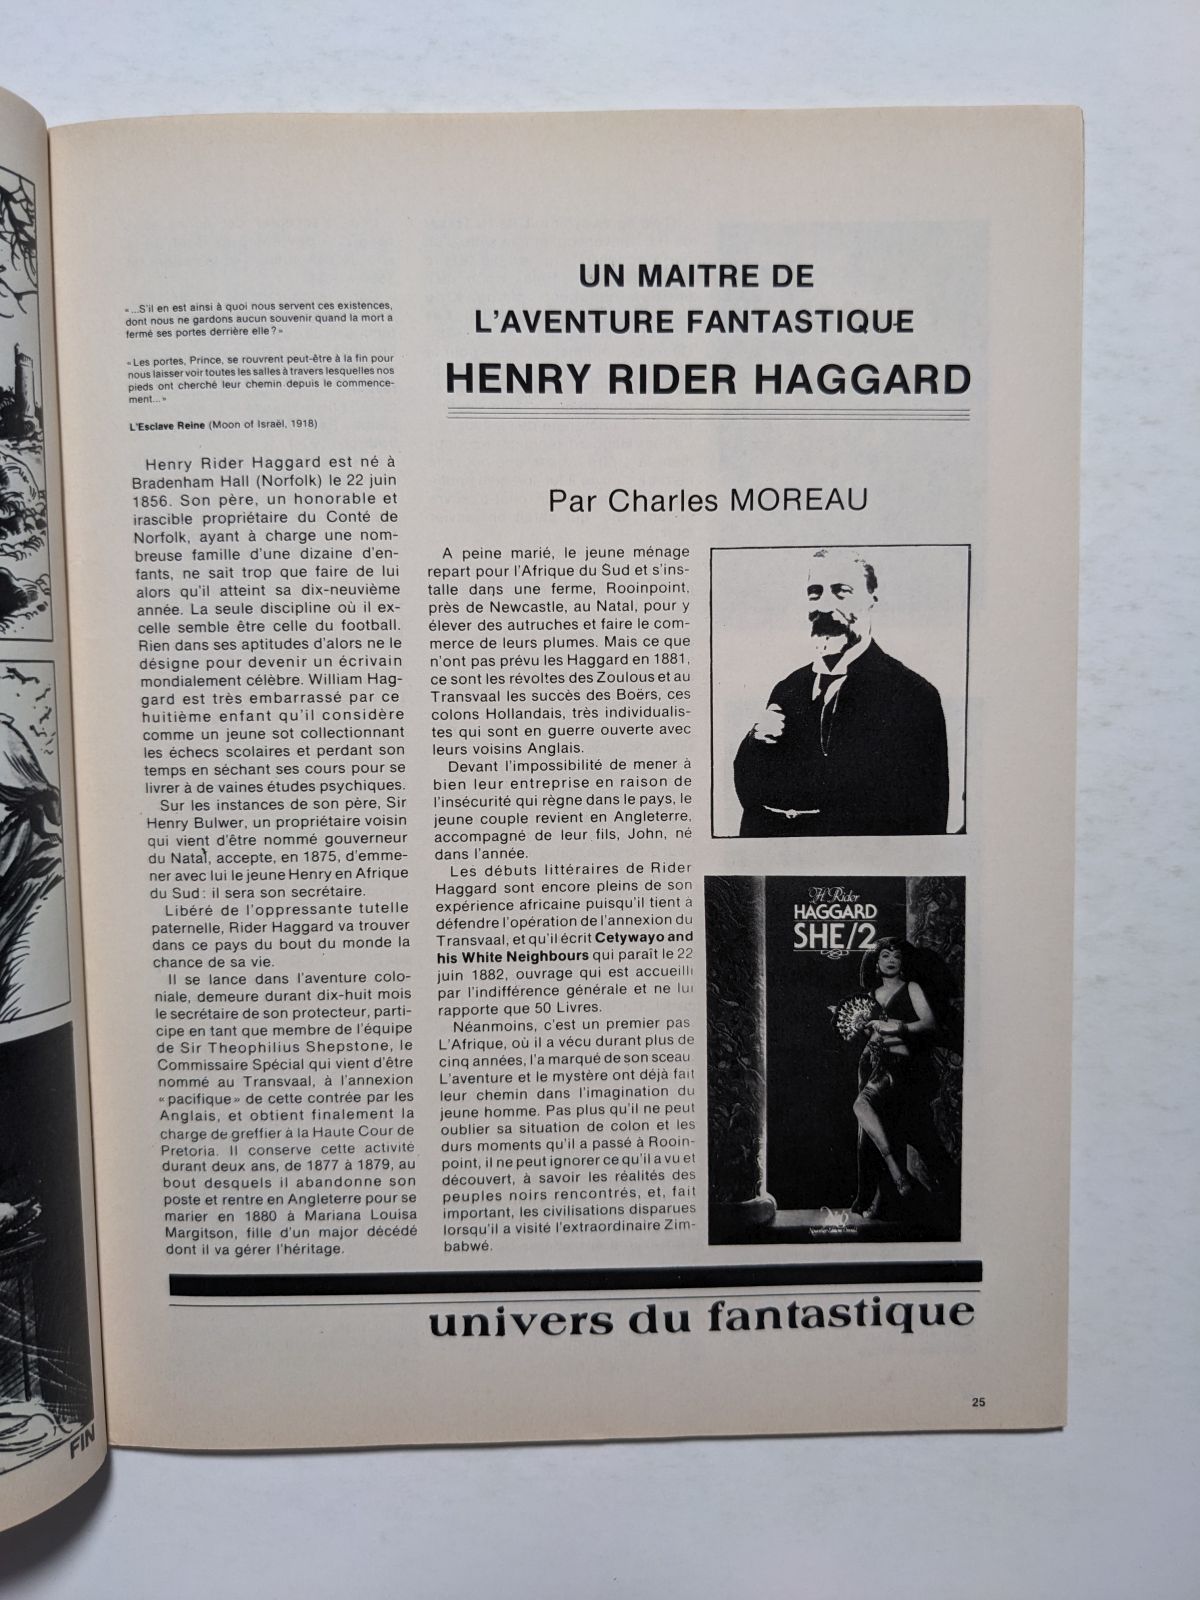 UN MAITRE DE
L'AVENTURE FANTASTIQUE
HENRY RIDER HAGGARD
Par Charles MOREAU
« ...S'il en est ainsi à quoi nous servent ces existences,
dont nous ne gardons aucun souvenir quand la mort a
fermé ses portes derrière elle ? »
« Les portes, Prince, se rouvrent peut-être à la fin pour
nous laisser voir toutes les salles à travers lesquelles nos
pieds ont cherché leur chemin depuis le commence-
ment... »
L'Esclave Reine (Moon of Israël, 1918)
Henry Rider Haggard est né à
Bradenham Hall (Norfolk) le 22 juin
1856. Son père, un honorable et
irascible propriétaire du Conté de
Norfolk, ayant à charge une nom-
breuse famille d'une dizaine d'en-
fants, ne sait trop que faire de lui
alors qu'il atteint sa dix-neuvième
année. La seule discipline où il ex-
celle semble être celle du football.
Rien dans ses aptitudes d'alors ne le
désigne pour devenir un écrivain
mondialement célèbre. William Hag-
gard est très embarrassé par ce
huitième enfant qu'il considère
comme un jeune sot collectionnant
les échecs scolaires et perdant son
temps en séchant ses cours pour se
livrer à de vaines études psychiques.
Sur les instances de son père, Sir
Henry Bulwer, un propriétaire voisin
qui vient d'être nommé gouverneur
du Natal, accepte, en 1875, d'emme-
ner avec lui le jeune Henry en Afrique
du Sud : il sera son secrétaire.
Libéré de l'oppressante tutelle
paternelle, Rider Haggard va trouver
dans ce pays du bout du monde la
chance de sa vie.
Il se lance dans l'aventure colo-
niale, demeure durant dix-huit mois
le secrétaire de son protecteur, parti-
cipe en tant que membre de l'équipe
de Sir Theophilius Shepstone, le
Commissaire Spécial qui vient d'être
nommé au Transvaal, à l'annexion
« pacifique » de cette contrée par les
Anglais, et obtient finalement la
charge de greffier à la Haute Cour de
Pretoria. Il conserve cette activité
durant deux ans, de 1877 à 1879, au
bout desquels il abandonne son
poste et rentre en Angleterre pour se
marier en 1880 à Mariana Louisa
Margitson, fille d'un major décédé
dont il va gérer l'héritage.
A peine marié, le jeune ménage
repart pour l'Afrique du Sud et s'ins-
talle dans une ferme, Rooinpoint,
près de Newcastle, au Natal, pour y
élever des autruches et faire le com-
merce de leurs plumes. Mais ce que
n'ont pas prévu les Haggard en 1881,
ce sont les révoltes des Zoulous et au
Transvaal les succès des Boërs, ces
colons Hollandais, très individualis-
tes qui sont en guerre ouverte avec
leurs voisins Anglais.
Devant l'impossibilité de mener à
bien leur entreprise en raison de
l'insécurité qui règne dans le pays, le
jeune couple revient en Angleterre,
accompagné de leur fils, John, né
dans l'année.
Les débuts littéraires de Rider
Haggard sont encore pleins de son
expérience africaine puisqu'il tient à
défendre l'opération de l'annexion du
Transvaal, et qu'il écrit Cetywayo and
his White Neighbours qui paraît le 22
juin 1882, ouvrage qui est accueilli
par l'indifférence générale et ne lui
rapporte que 50 Livres.
Néanmoins, c'est un premier pas
L'Afrique, où il a vécu durant plus de
cinq années, l'a marqué de son sceau
L'aventure et le mystère ont déjà fait
leur chemin dans l'imagination du
jeune homme. Pas plus qu'il ne peut
oublier sa situation de colon et les
durs moments qu'il a passé à Rooin-
point, il ne peut ignorer ce qu'il a vu et
découvert, à savoir les réalités des
peuples noirs rencontrés, et, fait
important, les civilisations disparues
lorsqu'il a visité l'extraordinaire Zim-
babwé.
H. Rider
HAGGARD
SHE/2
univers du fantastique
25
FIN